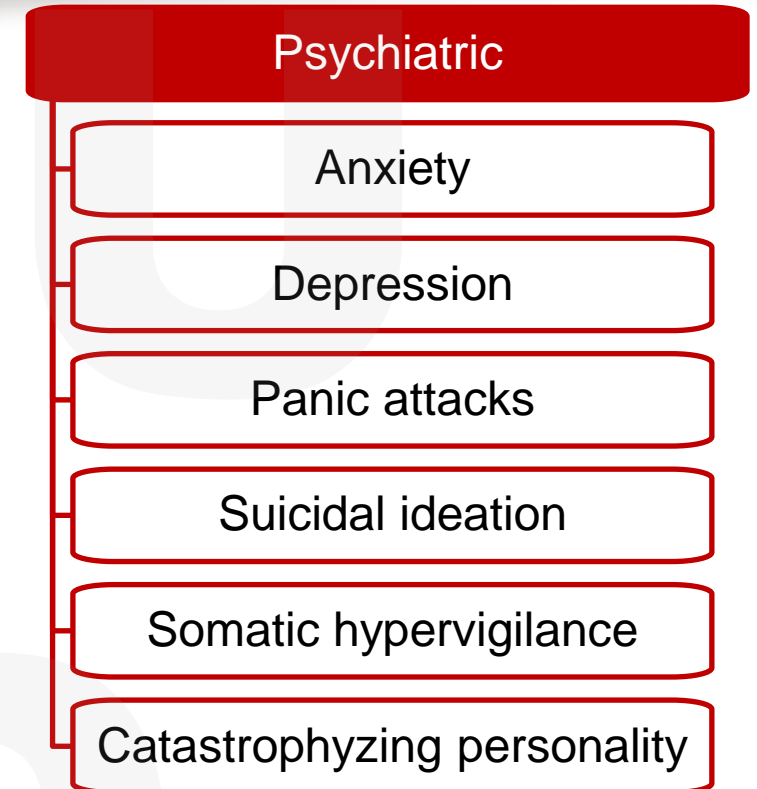 Psychiatric
Anxiety
Depression
Panic attacks
Suicidal ideation
Somatic hypervigilance
Catastrophyzing personality